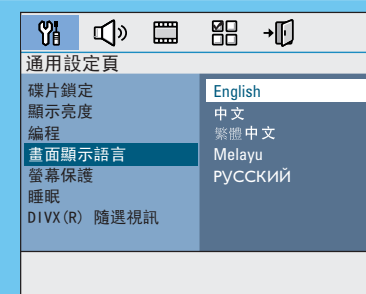 通用設定頁
碟片鎖定
顯示亮度
編程
畫面顯示語言
螢幕保護
睡眠
DIVX(R) 隨選視訊
English
中文
繁體中文
Melayu
РУССКИЙ